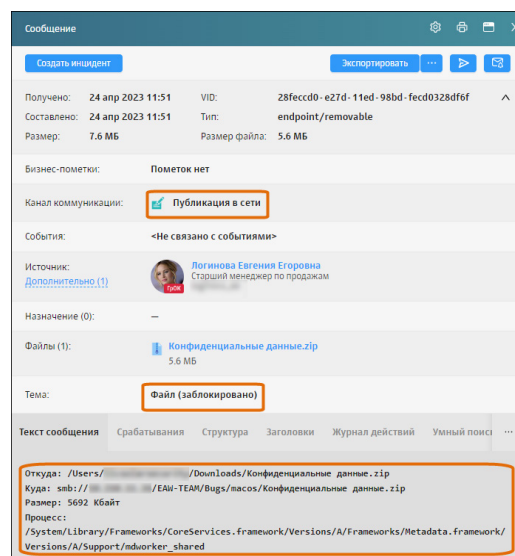 Сообщение
Создать инцидент Экспортировать ...
Получено: 24 апр 2023 11:51 VID: 28feccd0-e27d-11ed-98bd-fecd0328df6f
Составлено: 24 апр 2023 11:51 Тип: endpoint/removable
Размер: 7.6 МБ Размер файла: 5.6 МБ
Бизнес-пометки: Пометок нет
Канал коммуникации: Публикация в сети
События: <Не связано с событиями>
Источник: Логинова Евгения Егоровна
Дополнительно (1) Старший менеджер по продажам
Назначение (0): —
Файлы (1): Конфиденциальные данные.zip
5.6 МБ
Тема: Файл (заблокировано)
Текст сообщения Срабатывания Структура Заголовки Журнал действий Умный поиск ...
Откуда: /Users/ /Downloads/Конфиденциальные данные.zip
Куда: smb:// /EAW-TEAM/Bugs/macos/Конфиденциальные данные.zip
Размер: 5692 Кбайт
Процесс:
/System/Library/Frameworks/CoreServices.framework/Versions/A/Frameworks/Metadata.framework/
Versions/A/Support/mdworker_shared